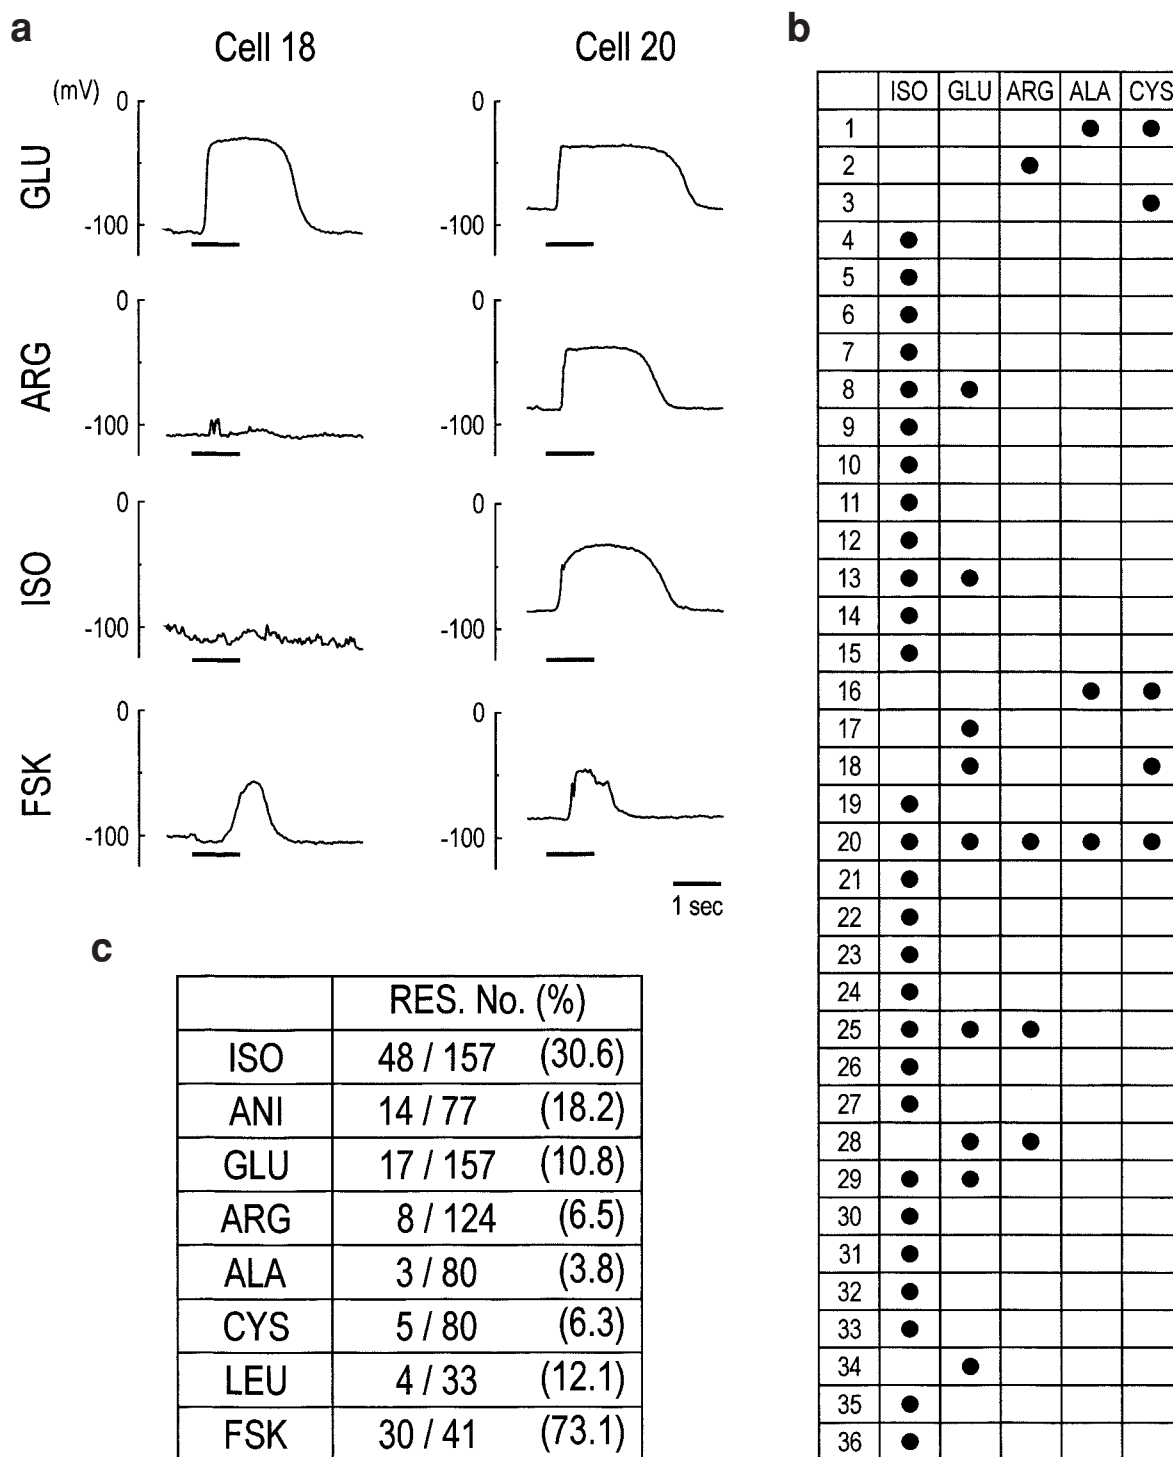 a
Cell 18
Cell 20
(mV)
GLU
0
-100
0
-100
ARG
0
-100
0
-100
ISO
0
-100
0
-100
FSK
0
-100
0
-100
1 sec
b
ISO GLU ARG ALA CYS
1 ● ●
2 ●
3 ●
4 ●
5 ●
6 ●
7 ●
8 ● ●
9 ●
10 ●
11 ●
12 ●
13 ● ●
14 ●
15 ●
16 ● ●
17 ●
18 ● ●
19 ●
20 ● ● ● ● ●
21 ●
22 ●
23 ●
24 ●
25 ● ● ●
26 ●
27 ●
28 ● ●
29 ● ●
30 ●
31 ●
32 ●
33 ●
34 ●
35 ●
36 ●
c
RES. No. (%)
ISO 48 / 157 (30.6)
ANI 14 / 77 (18.2)
GLU 17 / 157 (10.8)
ARG 8 / 124 (6.5)
ALA 3 / 80 (3.8)
CYS 5 / 80 (6.3)
LEU 4 / 33 (12.1)
FSK 30 / 41 (73.1)